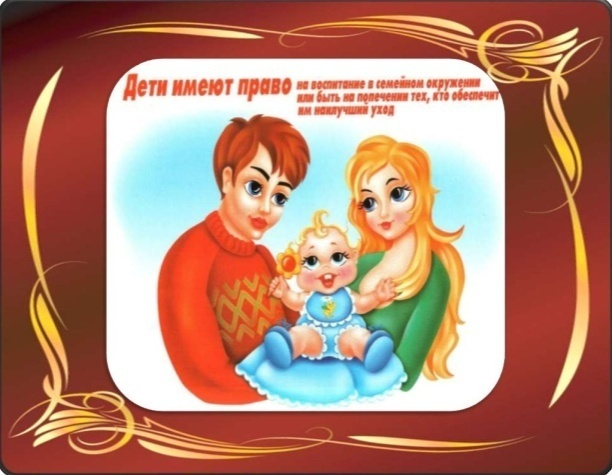 Дети имеют право на воспитание в семейном окружении
или быть на попечении тех, кто обеспечит
им наилучший уход